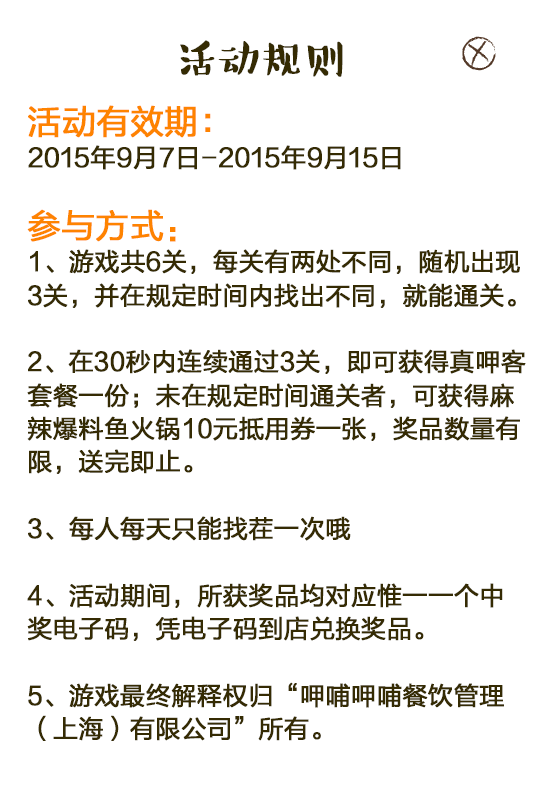 活动规则
活动有效期：
2015年9月7日-2015年9月15日
参与方式：
1、游戏共6关，每关有两处不同，随机出现
3关，并在规定时间内找出不同，就能通关。
2、在30秒内连续通过3关，即可获得真呷客
套餐一份；未在规定时间通关者，可获得麻
辣爆料鱼火锅10元抵用券一张，奖品数量有
限，送完即止。
3、每人每天只能找茬一次哦
4、活动期间，所获奖品均对应惟一一个中
奖电子码，凭电子码到店兑换奖品。
5、游戏最终解释权归“呷哺呷哺餐饮管理
（上海）有限公司”所有。